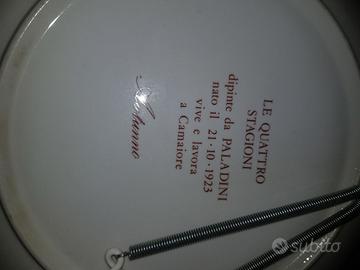 LE QUATTRO
STAGIONI
dipinte da PALADINI
nato il 21·10·1923
vive e lavora
a Camaiore
Autunno
subito